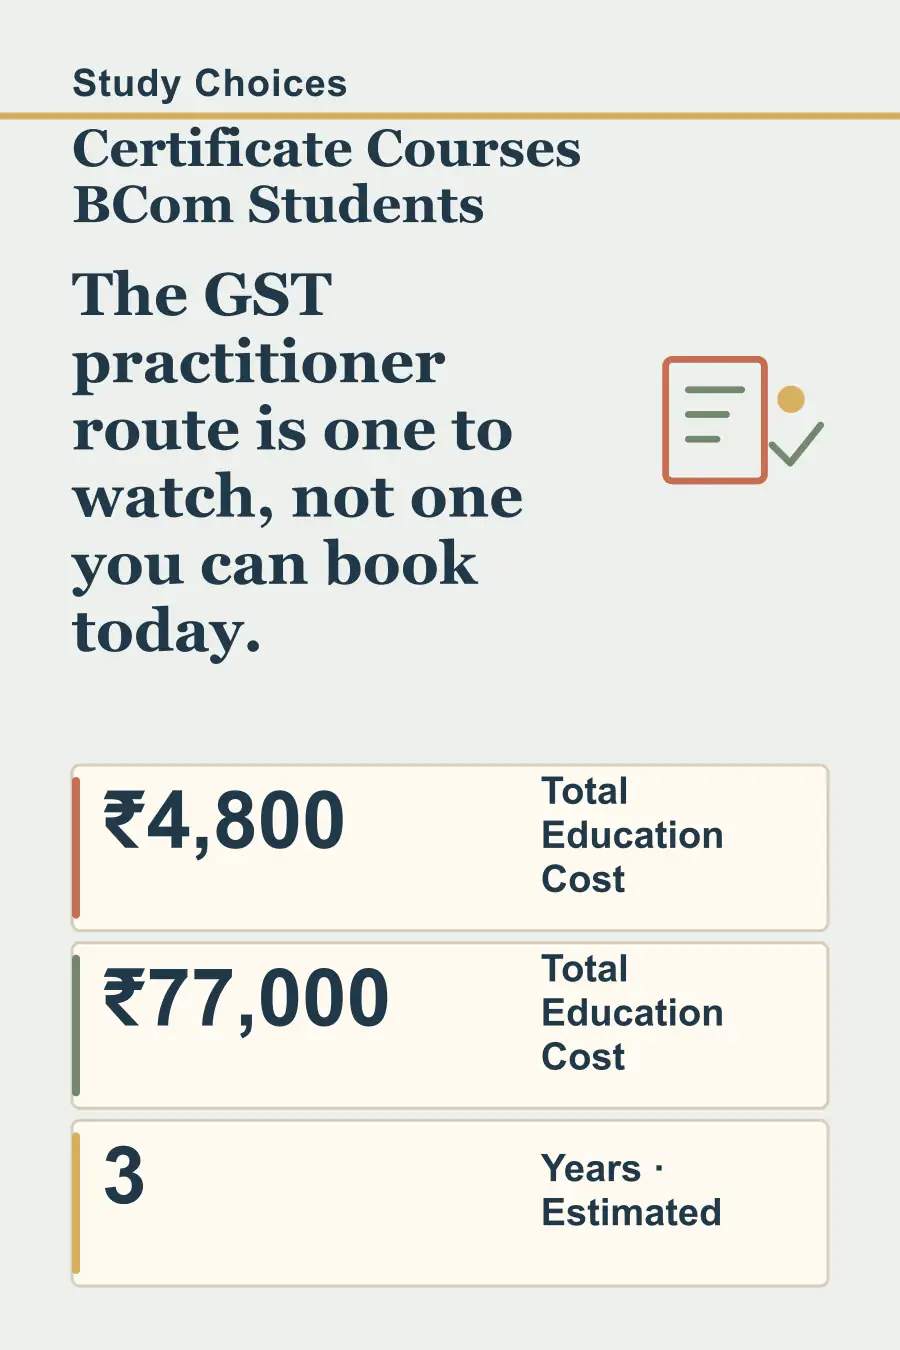 Study Choices
Certificate Courses
BCom Students
The GST
practitioner
route is one to
watch, not one
you can book
today.
₹4,800
Total
Education
Cost
₹77,000
Total
Education
Cost
3
Years ·
Estimated